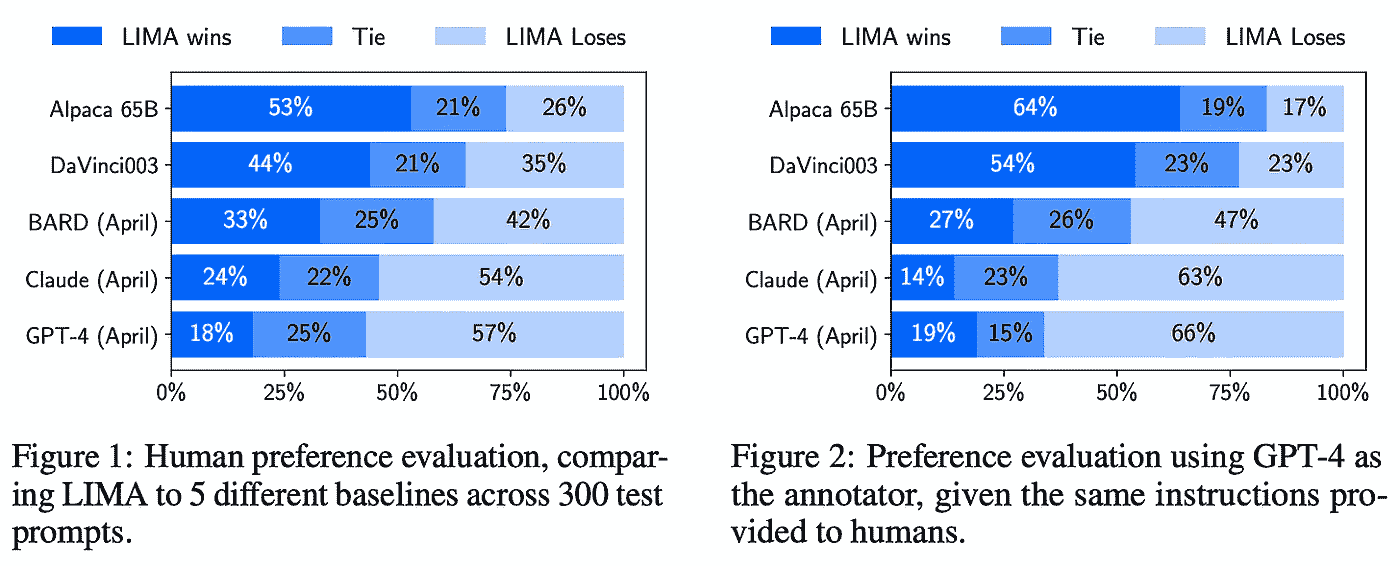 LIMA wins Tie LIMA Loses
Alpaca 65B 53% 21% 26%
DaVinci003 44% 21% 35%
BARD (April) 33% 25% 42%
Claude (April) 24% 22% 54%
GPT-4 (April) 18% 25% 57%
0% 25% 50% 75% 100%
Figure 1: Human preference evaluation, compar-
ing LIMA to 5 different baselines across 300 test
prompts.
LIMA wins Tie LIMA Loses
Alpaca 65B 64% 19% 17%
DaVinci003 54% 23% 23%
BARD (April) 27% 26% 47%
Claude (April) 14% 23% 63%
GPT-4 (April) 19% 15% 66%
0% 25% 50% 75% 100%
Figure 2: Preference evaluation using GPT-4 as
the annotator, given the same instructions pro-
vided to humans.